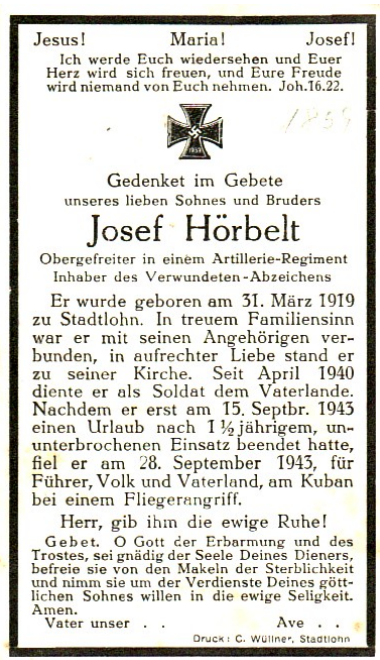 Jesus! Maria! Josef!
Ich werde Euch wiedersehen und Euer
Herz wird sich freuen, und Eure Freude
wird niemand von Euch nehmen. Joh.16.22.
1939
Gedenket im Gebete
unseres lieben Sohnes und Bruders
Josef Hörbelt
Obergefreiter in einem Artillerie-Regiment
Inhaber des Verwundeten-Abzeichens
Er wurde geboren am 31. März 1919
zu Stadtlohn. In treuem Familiensinn
war er mit seinen Angehörigen ver-
bunden, in aufrechter Liebe stand er
zu seiner Kirche. Seit April 1940
diente er als Soldat dem Vaterlande.
Nachdem er erst am 15. Septbr. 1943
einen Urlaub nach 1½jährigem, un-
unterbrochenen Einsatz beendet hatte,
fiel er am 28. September 1943, für
Führer, Volk und Vaterland, am Kuban
bei einem Fliegerangriff.
Herr, gib ihm die ewige Ruhe!
Gebet. O Gott der Erbarmung und des
Trostes, sei gnädig der Seele Deines Dieners,
befreie sie von den Makeln der Sterblichkeit
und nimm sie um der Verdienste Deines gött-
lichen Sohnes willen in die ewige Seligkeit.
Amen.
Vater unser . . Ave . .
Druck: C. Wüllner, Stadtlohn